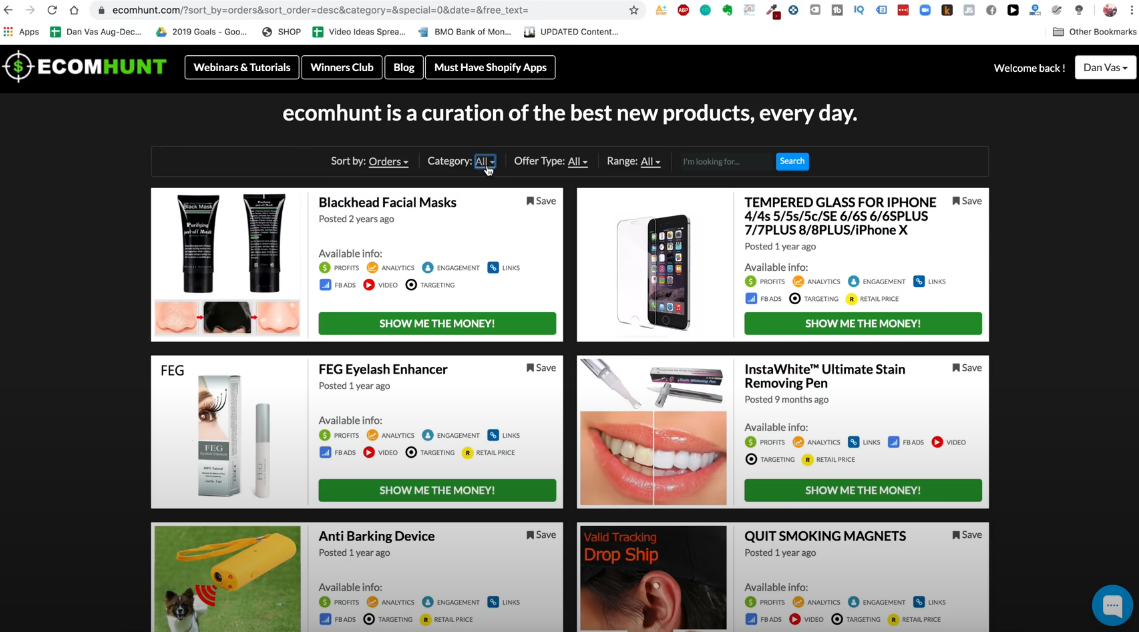 ecomhunt.com/?sort_by=orders&sort_order=desc&category=&special=0&date=&free_text=
Apps Dan Vas Aug-Dec... 2019 Goals - Goo... SHOP Video Ideas Sprea... BMO Bank of Mon... UPDATED Content... Other Bookmarks
ECOMHUNT Webinars & Tutorials Winners Club Blog Must Have Shopify Apps Welcome back ! Dan Vas
ecomhunt is a curation of the best new products, every day.
Sort by: Orders Category: All Offer Type: All Range: All I'm looking for... Search
Blackhead Facial Masks Save
Posted 2 years ago
Available info:
PROFITS ANALYTICS ENGAGEMENT LINKS
FB ADS VIDEO TARGETING
SHOW ME THE MONEY!
TEMPERED GLASS FOR IPHONE Save
4/4s 5/5s/5c/SE 6/6S 6/6SPLUS
7/7PLUS 8/8PLUS/iPhone X
Posted 1 year ago
Available info:
PROFITS ANALYTICS ENGAGEMENT LINKS
FB ADS TARGETING RETAIL PRICE
SHOW ME THE MONEY!
FEG
FEG
FEG Eyelash Enhancer Save
Posted 1 year ago
Available info:
PROFITS ANALYTICS ENGAGEMENT LINKS
FB ADS VIDEO TARGETING RETAIL PRICE
SHOW ME THE MONEY!
InstaWhite™ Ultimate Stain Save
Removing Pen
Posted 9 months ago
Available info:
PROFITS ANALYTICS LINKS FB ADS VIDEO
TARGETING RETAIL PRICE
SHOW ME THE MONEY!
Anti Barking Device Save
Posted 1 year ago
Available info:
PROFITS ANALYTICS ENGAGEMENT LINKS
FB ADS TARGETING RETAIL PRICE
Valid Tracking
Drop Ship
QUIT SMOKING MAGNETS Save
Posted 1 year ago
Available info:
PROFITS ANALYTICS ENGAGEMENT LINKS
FB ADS VIDEO TARGETING RETAIL PRICE